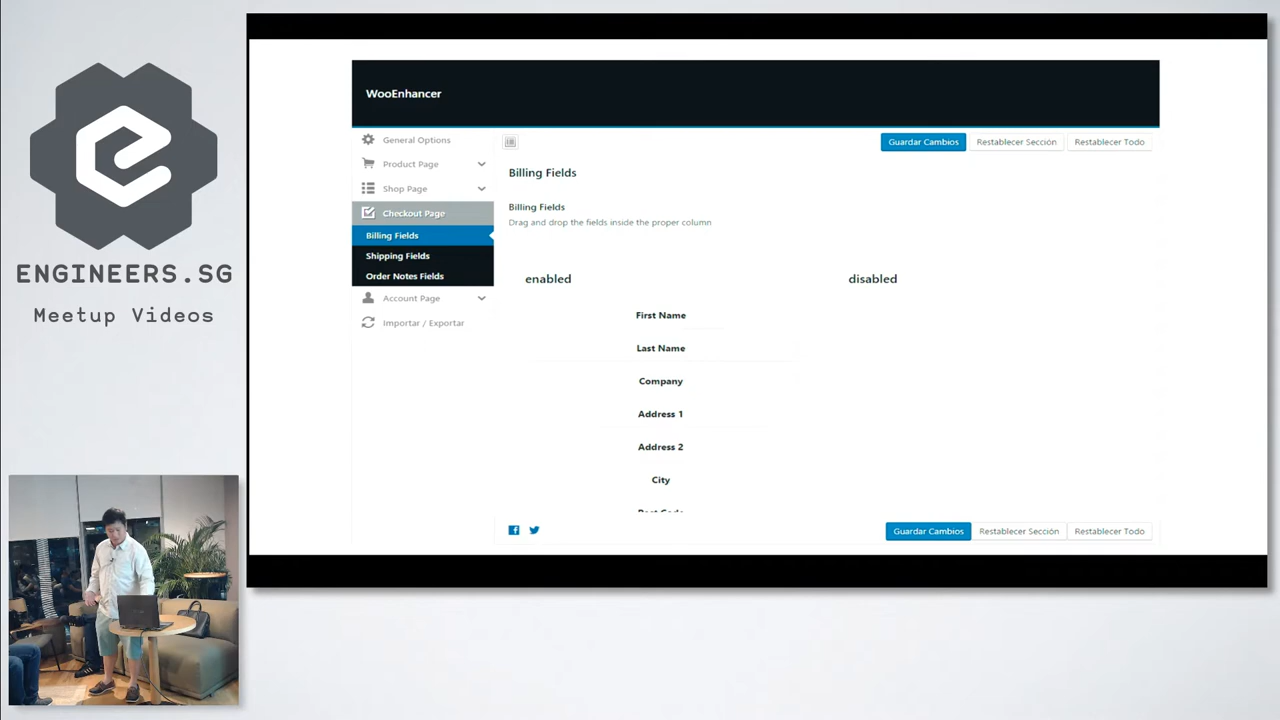 ENGINEERS.SG
Meetup Videos
WooEnhancer
General Options
Product Page
Shop Page
Checkout Page
Billing Fields
Shipping Fields
Order Notes Fields
Account Page
Importar / Exportar
Guardar Cambios
Restablecer Sección
Restablecer Todo
Billing Fields
Billing Fields
Drag and drop the fields inside the proper column
enabled
disabled
First Name
Last Name
Company
Address 1
Address 2
City
Post Code
Guardar Cambios
Restablecer Sección
Restablecer Todo